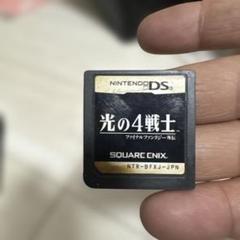 NINTENDO DS
光の4戦士
ファイナルファンタジー外伝
SQUARE ENIX
NTR-BFXJ-JPN